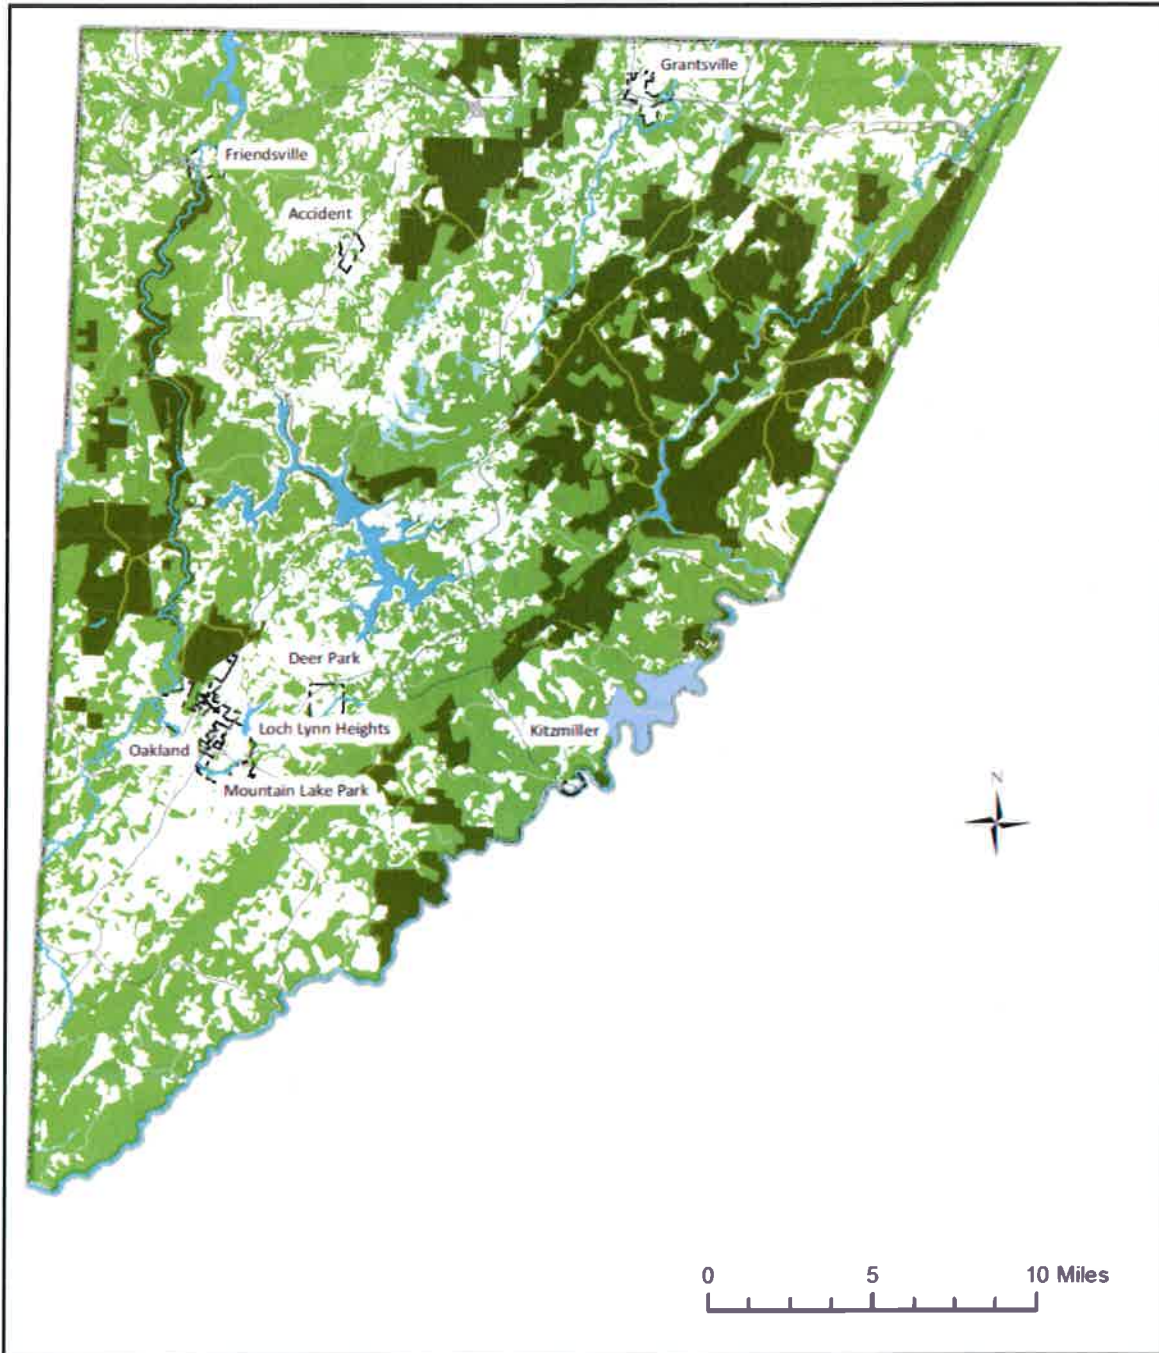 Grantsville
Friendsville
Accident
Deer Park
Loch Lynn Heights
Kitzmiller
Oakland
Mountain Lake Park
N
0 5 10 Miles